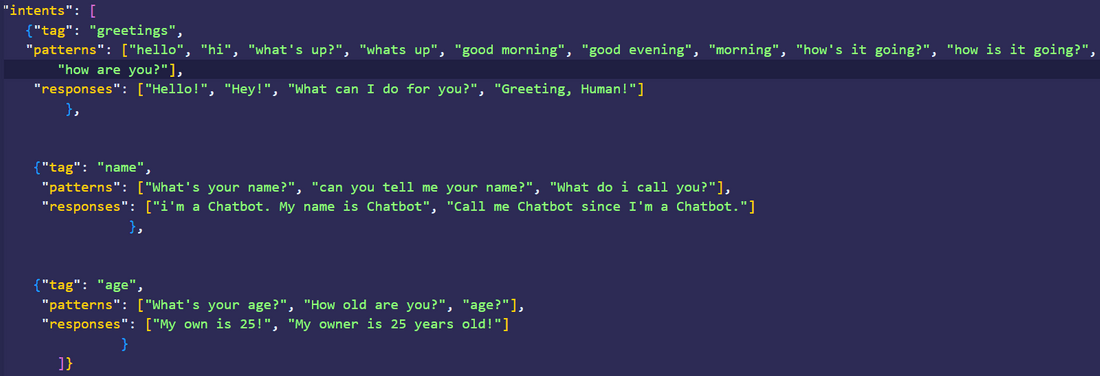 "intents": [
{"tag": "greetings",
"patterns": ["hello", "hi", "what's up?", "whats up", "good morning", "good evening", "morning", "how's it going?", "how is it going?",
"how are you?"],
"responses": ["Hello!", "Hey!", "What can I do for you?", "Greeting, Human!"]
},
{"tag": "name",
"patterns": ["What's your name?", "can you tell me your name?", "What do i call you?"],
"responses": ["i'm a Chatbot. My name is Chatbot", "Call me Chatbot since I'm a Chatbot."]
},
{"tag": "age",
"patterns": ["What's your age?", "How old are you?", "age?"],
"responses": ["My own is 25!", "My owner is 25 years old!"]
}
]}